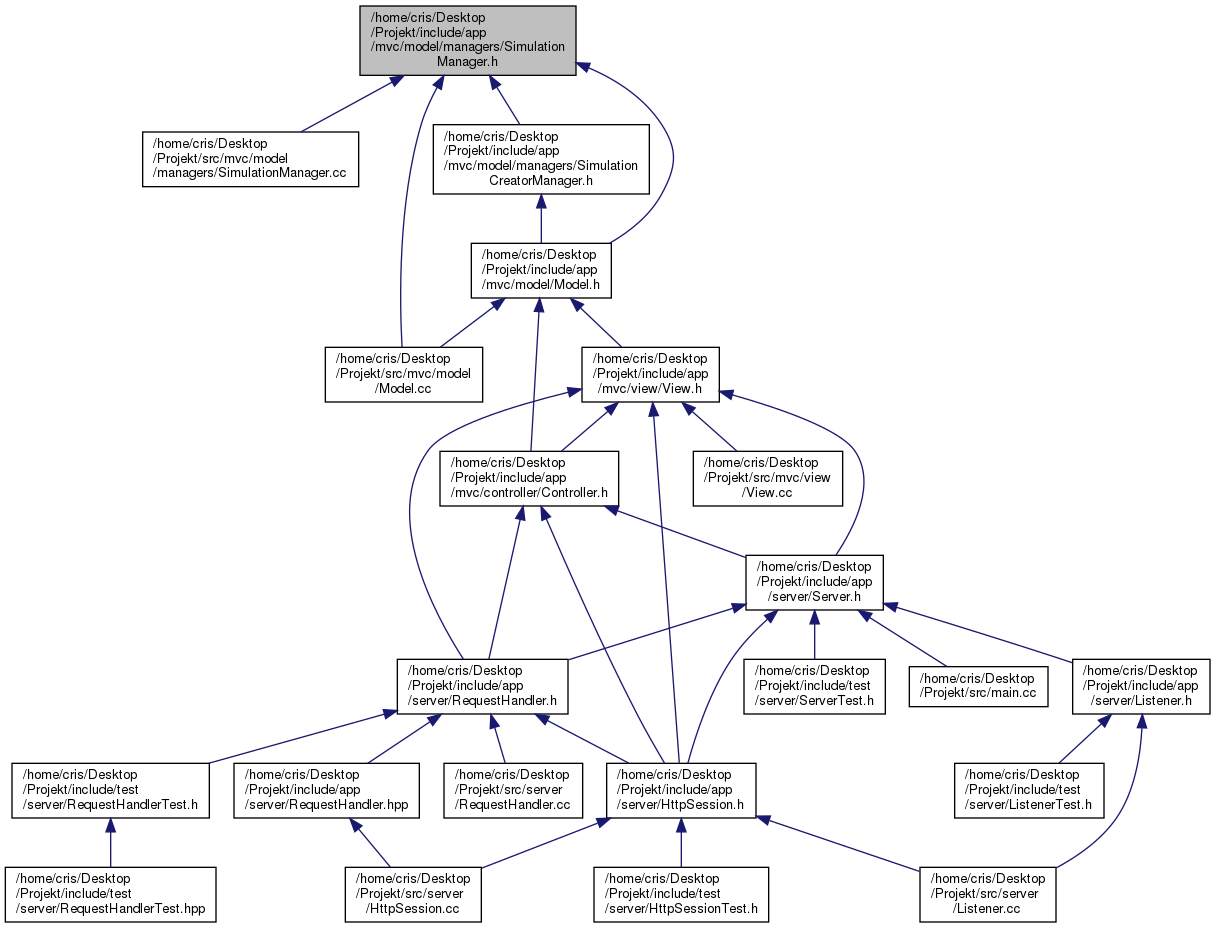 /home/cris/Desktop
/Projekt/include/app
/mvc/model/managers/Simulation
Manager.h
/home/cris/Desktop
/Projekt/src/mvc/model
/managers/SimulationManager.cc
/home/cris/Desktop
/Projekt/include/app
/mvc/model/managers/Simulation
CreatorManager.h
/home/cris/Desktop
/Projekt/include/app
/mvc/model/Model.h
/home/cris/Desktop
/Projekt/src/mvc/model
/Model.cc
/home/cris/Desktop
/Projekt/include/app
/mvc/view/View.h
/home/cris/Desktop
/Projekt/include/app
/mvc/controller/Controller.h
/home/cris/Desktop
/Projekt/src/mvc/view
/View.cc
/home/cris/Desktop
/Projekt/include/app
/server/Server.h
/home/cris/Desktop
/Projekt/include/app
/server/RequestHandler.h
/home/cris/Desktop
/Projekt/include/test
/server/ServerTest.h
/home/cris/Desktop
/Projekt/src/main.cc
/home/cris/Desktop
/Projekt/include/app
/server/Listener.h
/home/cris/Desktop
/Projekt/include/test
/server/RequestHandlerTest.h
/home/cris/Desktop
/Projekt/include/app
/server/RequestHandler.hpp
/home/cris/Desktop
/Projekt/src/server
/RequestHandler.cc
/home/cris/Desktop
/Projekt/include/app
/server/HttpSession.h
/home/cris/Desktop
/Projekt/include/test
/server/ListenerTest.h
/home/cris/Desktop
/Projekt/include/test
/server/RequestHandlerTest.hpp
/home/cris/Desktop
/Projekt/src/server
/HttpSession.cc
/home/cris/Desktop
/Projekt/include/test
/server/HttpSessionTest.h
/home/cris/Desktop
/Projekt/src/server
/Listener.cc